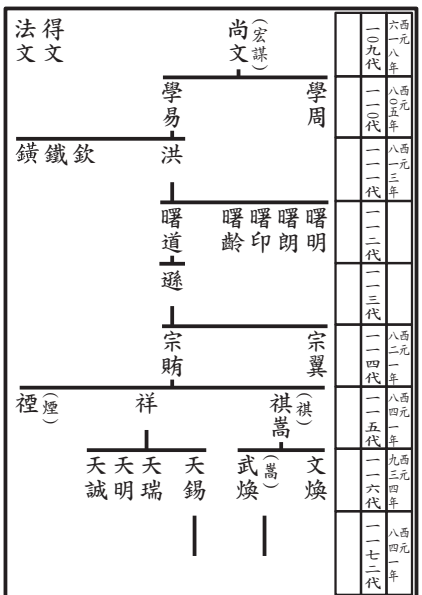 西元六一八年
一0九代
尚文(宏謀)
得文
法文
西元八0五年
一一0代
學周
學易
西元八一三年
一一一代
洪
欽
鐵
鐄
一一二代
曙明
曙朗
曙印
曙齡
曙道
一一三代
遜
西元八二一年
一一四代
宗翼
宗賄
西元八四一年
一一五代
祺嵩(祺)(嵩)
祥
禋(煙)
西元九三四年
一一六代
文煥
武煥
天錫
天瑞
天明
天誠
西元八四一年
一一七二代